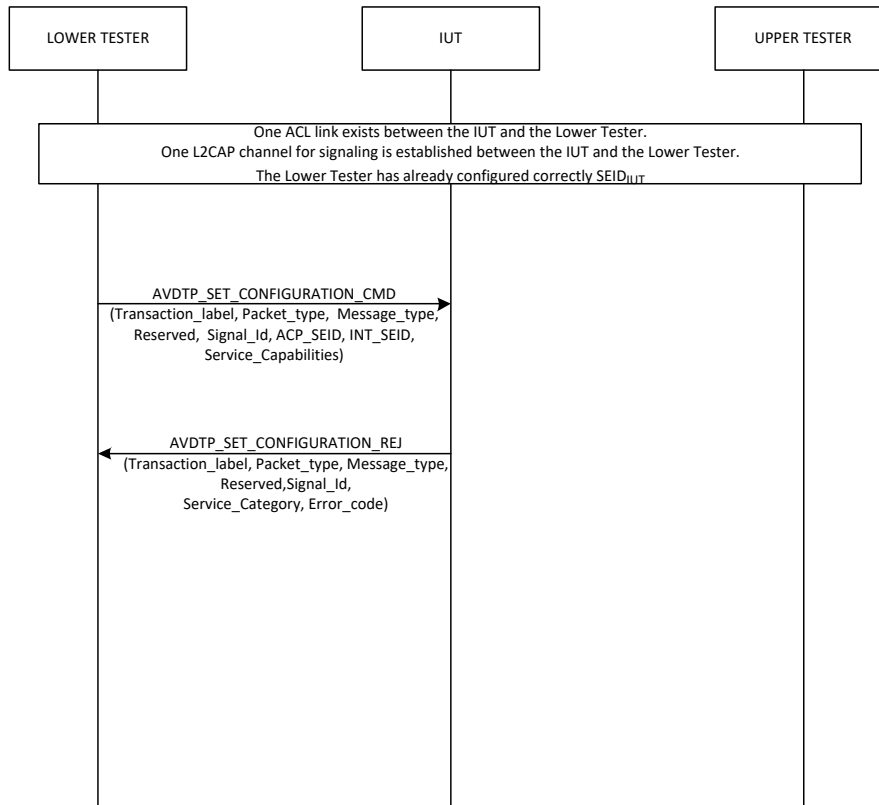 LOWER TESTER
IUT
UPPER TESTER
One ACL link exists between the IUT and the Lower Tester.
One L2CAP channel for signaling is established between the IUT and the Lower Tester.
The Lower Tester has already configured correctly SEIDIUT
AVDTP_SET_CONFIGURATION_CMD
(Transaction_label, Packet_type, Message_type,
Reserved, Signal_Id, ACP_SEID, INT_SEID,
Service_Capabilities)
AVDTP_SET_CONFIGURATION_REJ
(Transaction_label, Packet_type, Message_type,
Reserved,Signal_Id,
Service_Category, Error_code)